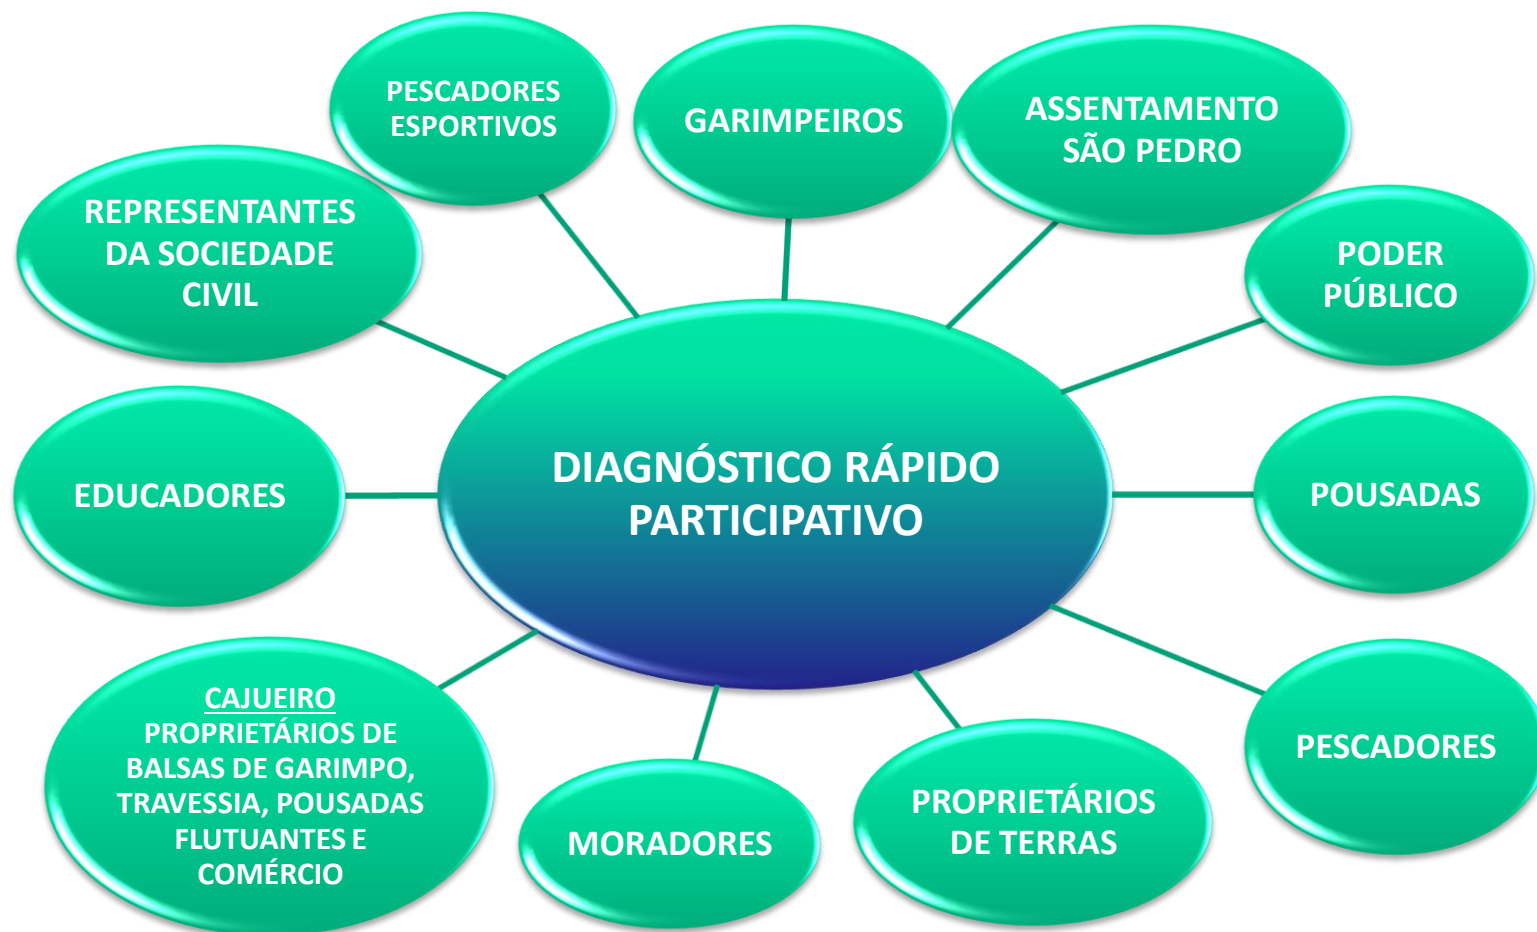 PESCADORES
ESPORTIVOS
GARIMPEIROS
ASSENTAMENTO
SÃO PEDRO
REPRESENTANTES
DA SOCIEDADE
CIVIL
PODER
PÚBLICO
DIAGNÓSTICO RÁPIDO
PARTICIPATIVO
EDUCADORES
POUSADAS
CAJUEIRO
PROPRIETÁRIOS DE
BALSAS DE GARIMPO,
TRAVESSIA, POUSADAS
FLUTUANTES E
COMÉRCIO
MORADORES
PROPRIETÁRIOS
DE TERRAS
PESCADORES